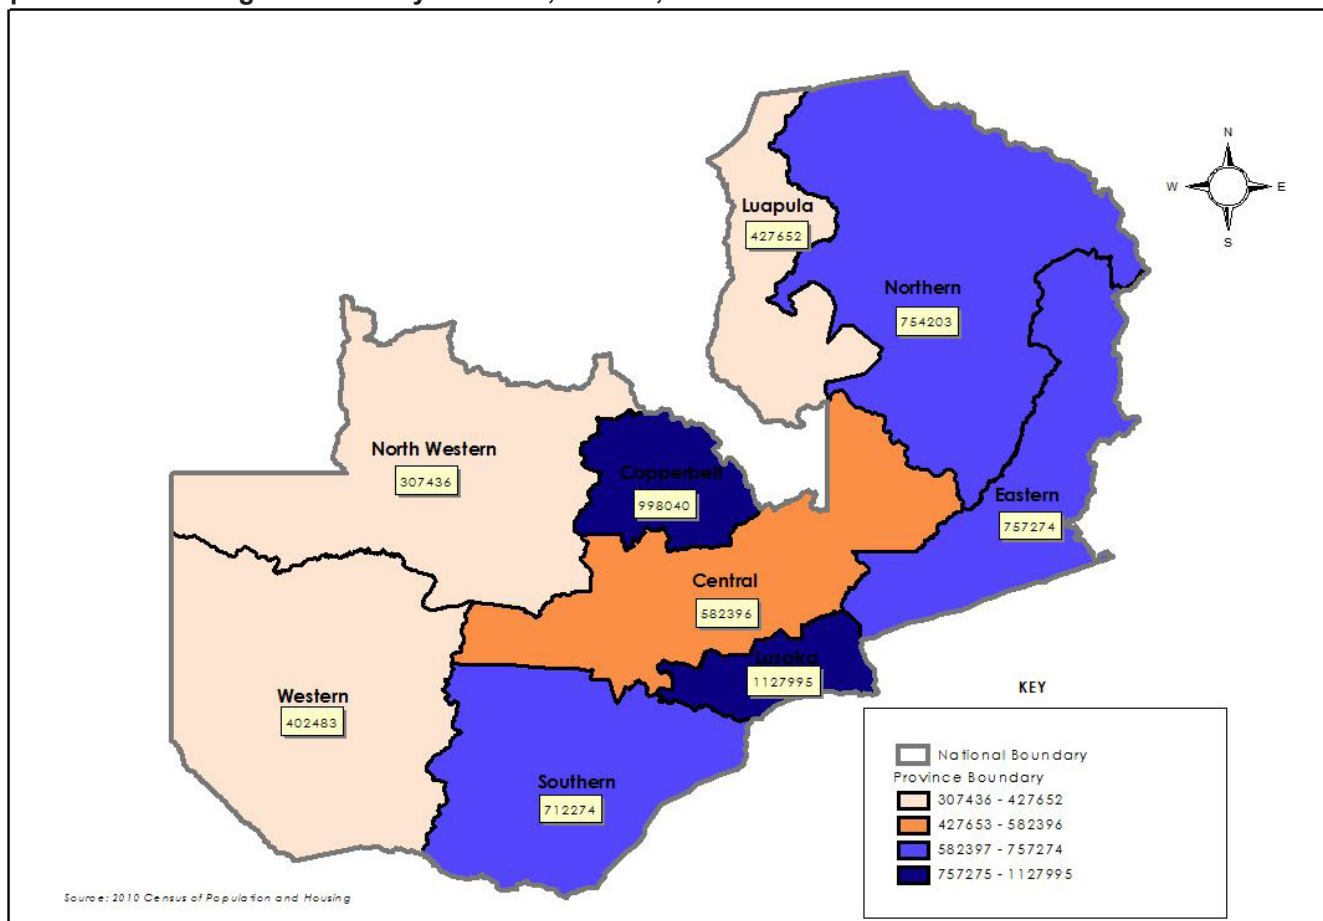 N
W E
S
Luapula
427652
Northern
754203
North Western
307436
Copperbelt
998040
Eastern
757274
Central
582396
Lusaka
1127995
Western
402483
Southern
712274
KEY
National Boundary
Province Boundary
307436 - 427652
427653 - 582396
582397 - 757274
757275 - 1127995
Source: 2010 Census of Population and Housing